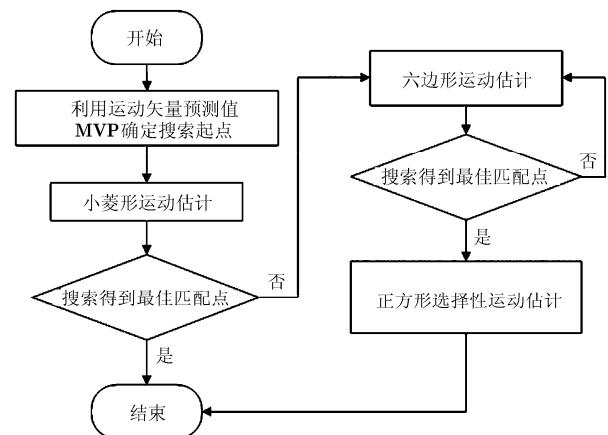 开始
利用运动矢量预测值
MVP确定搜索起点
小菱形运动估计
搜索得到最佳匹配点
否
是
结束
六边形运动估计
搜索得到最佳匹配点
否
是
正方形选择性运动估计